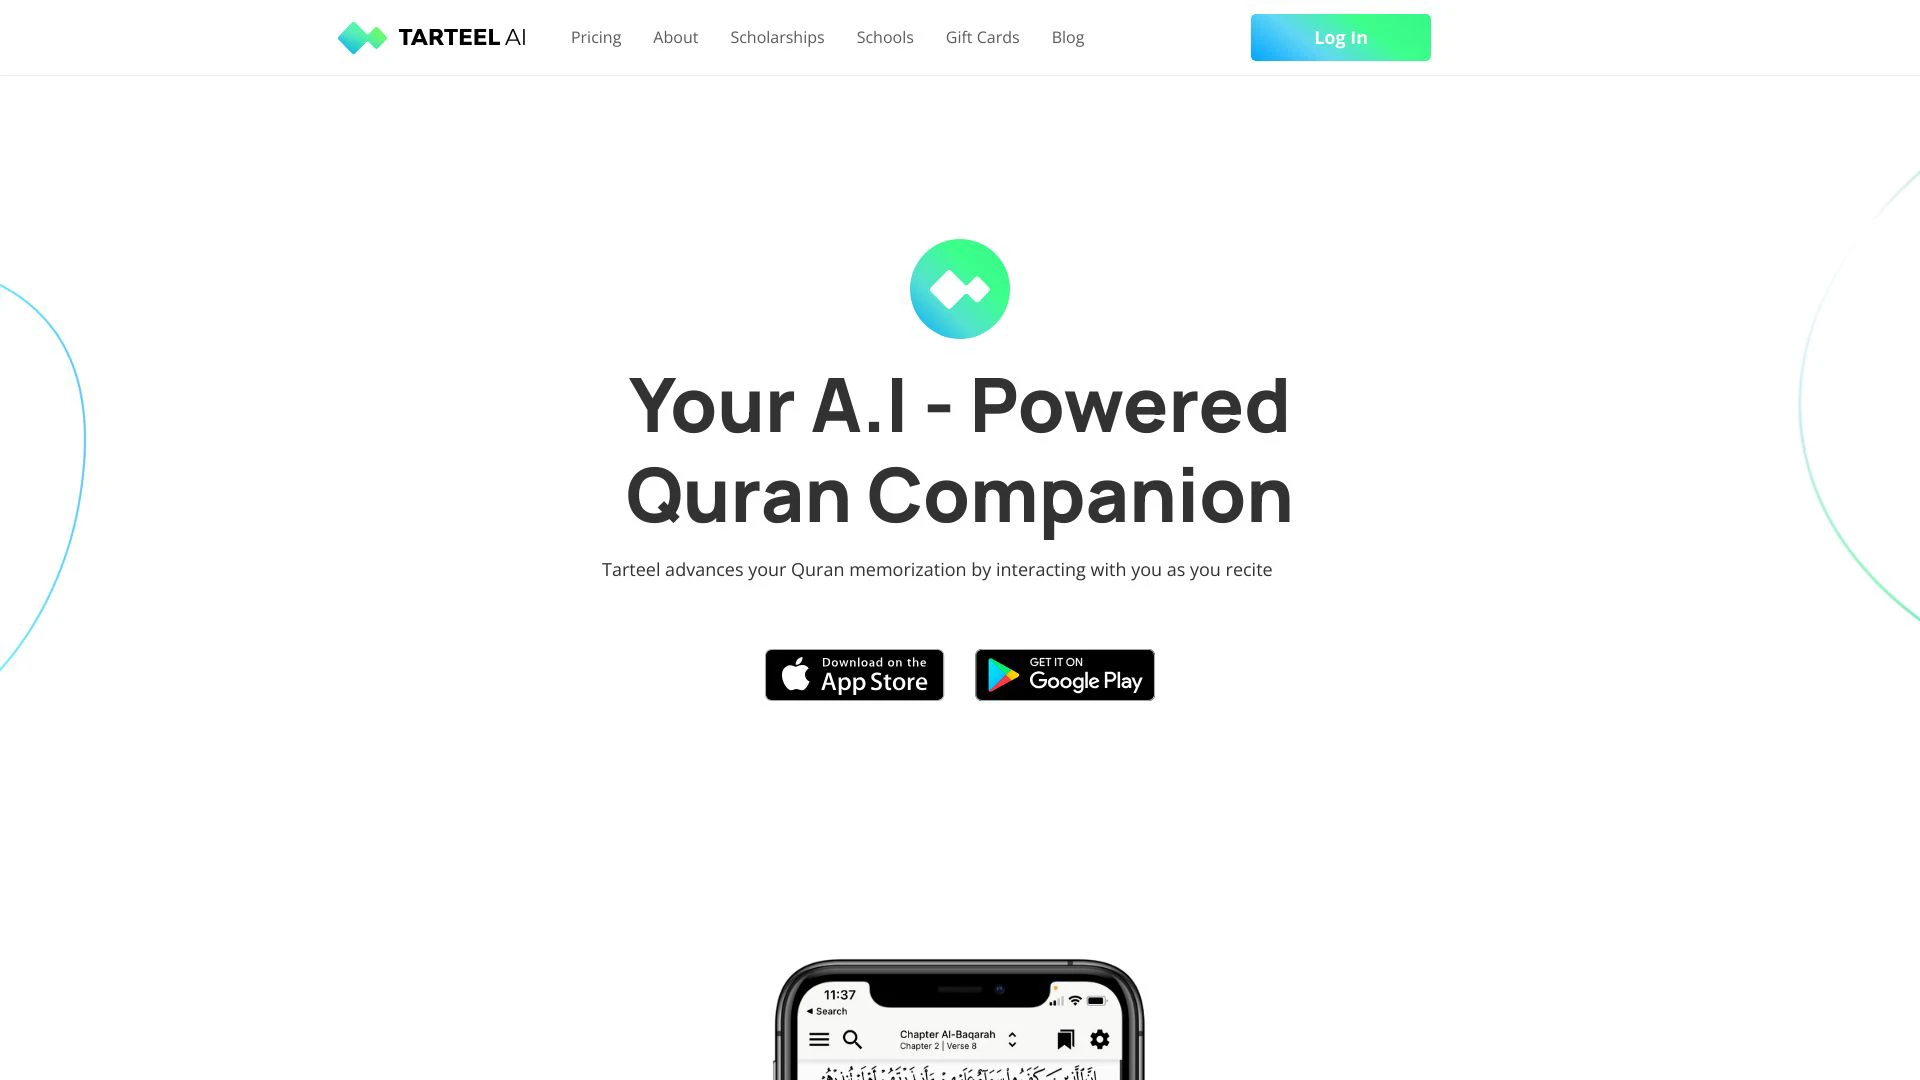 TARTEEL AI
Pricing
About
Scholarships
Schools
Gift Cards
Blog
Log in
Your A.I - Powered
Quran Companion
Tarteel advances your Quran memorization by interacting with you as you recite
Download on the
App Store
GET IT ON
Google Play
11:37
◄ Search
Chapter Al-Baqarah
Chapter 2 | Verse 8